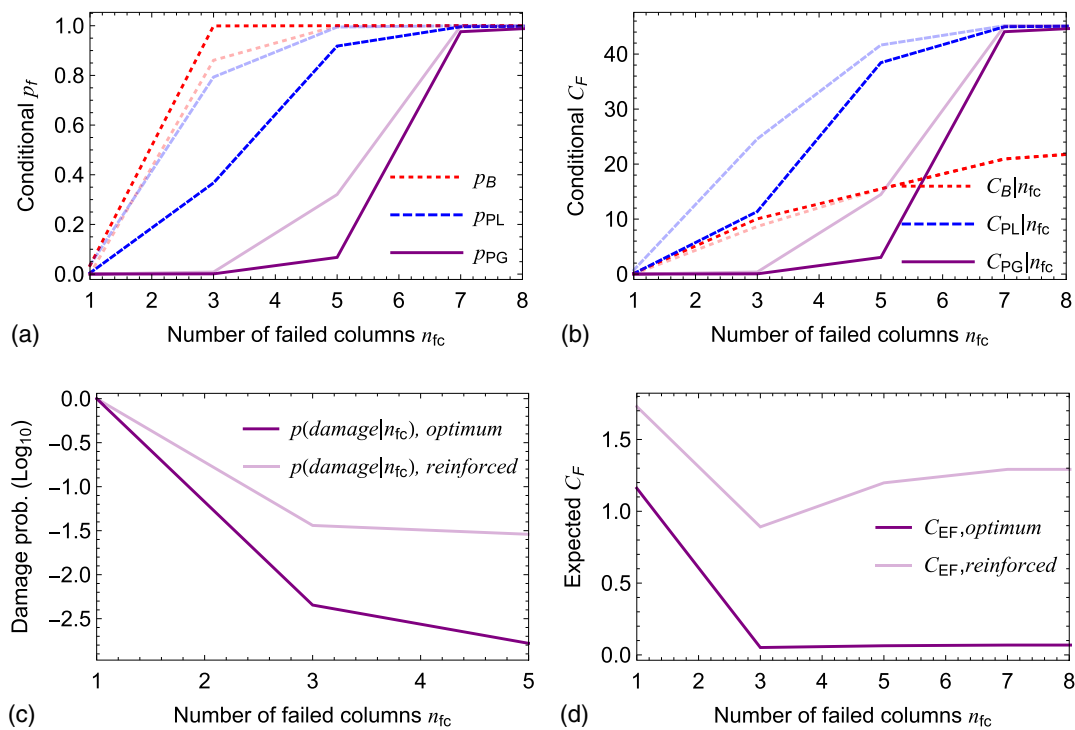 Conditional p_f
1.0
0.8
0.6
0.4
0.2
0.0
p_B
p_PL
p_PG
1 2 3 4 5 6 7 8
(a) Number of failed columns n_fc
Conditional C_F
40
30
20
10
0
C_B|n_fc
C_PL|n_fc
C_PG|n_fc
1 2 3 4 5 6 7 8
(b) Number of failed columns n_fc
Damage prob. (Log₁₀)
0.0
−0.5
−1.0
−1.5
−2.0
−2.5
p(damage|n_fc), optimum
p(damage|n_fc), reinforced
1 2 3 4 5
(c) Number of failed columns n_fc
Expected C_F
1.5
1.0
0.5
0.0
C_EF,optimum
C_EF,reinforced
1 2 3 4 5 6 7 8
(d) Number of failed columns n_fc